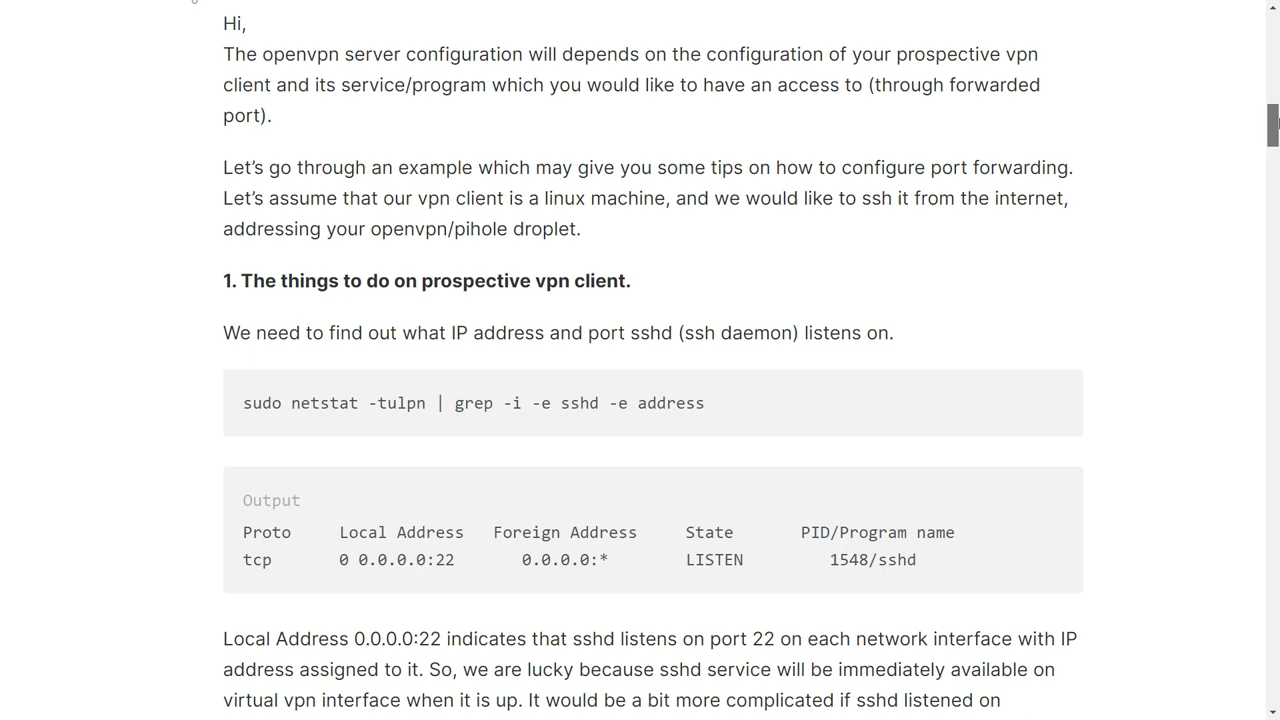 Hi,
The openvpn server configuration will depends on the configuration of your prospective vpn
client and its service/program which you would like to have an access to (through forwarded
port).
Let’s go through an example which may give you some tips on how to configure port forwarding.
Let’s assume that our vpn client is a linux machine, and we would like to ssh it from the internet,
addressing your openvpn/pihole droplet.
1. The things to do on prospective vpn client.
We need to find out what IP address and port sshd (ssh daemon) listens on.
sudo netstat -tulpn | grep -i -e sshd -e address
Output
Proto     Local Address   Foreign Address     State       PID/Program name
tcp       0 0.0.0.0:22       0.0.0.0:*        LISTEN         1548/sshd
Local Address 0.0.0.0:22 indicates that sshd listens on port 22 on each network interface with IP
address assigned to it. So, we are lucky because sshd service will be immediately available on
virtual vpn interface when it is up. It would be a bit more complicated if sshd listened on